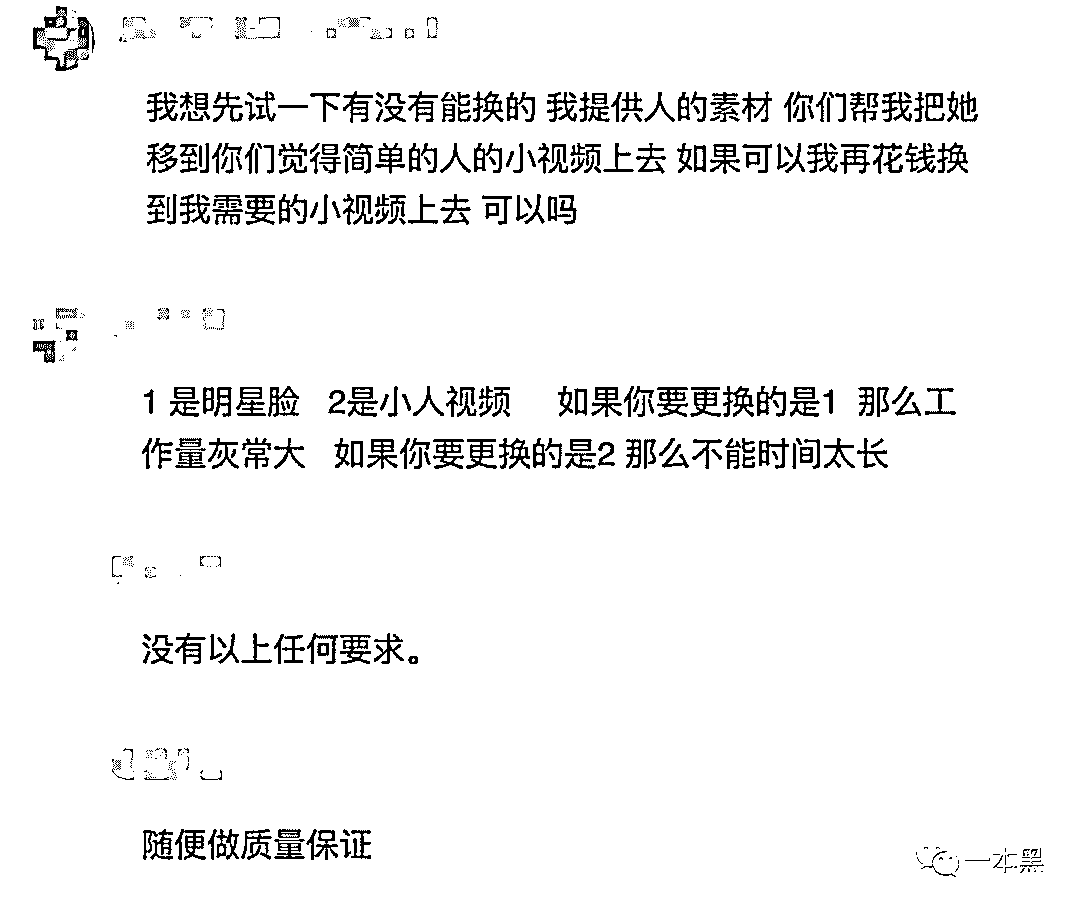 我想先试一下有没有能换的 我提供人的素材 你们帮我把她
移到你们觉得简单的人的小视频上去 如果可以我再花钱换
到我需要的小视频上去 可以吗
1 是明星脸 2是小人视频 如果你要更换的是1 那么工
作量灰常大 如果你要更换的是2 那么不能时间太长
没有以上任何要求。
随便做质量保证
一本黑